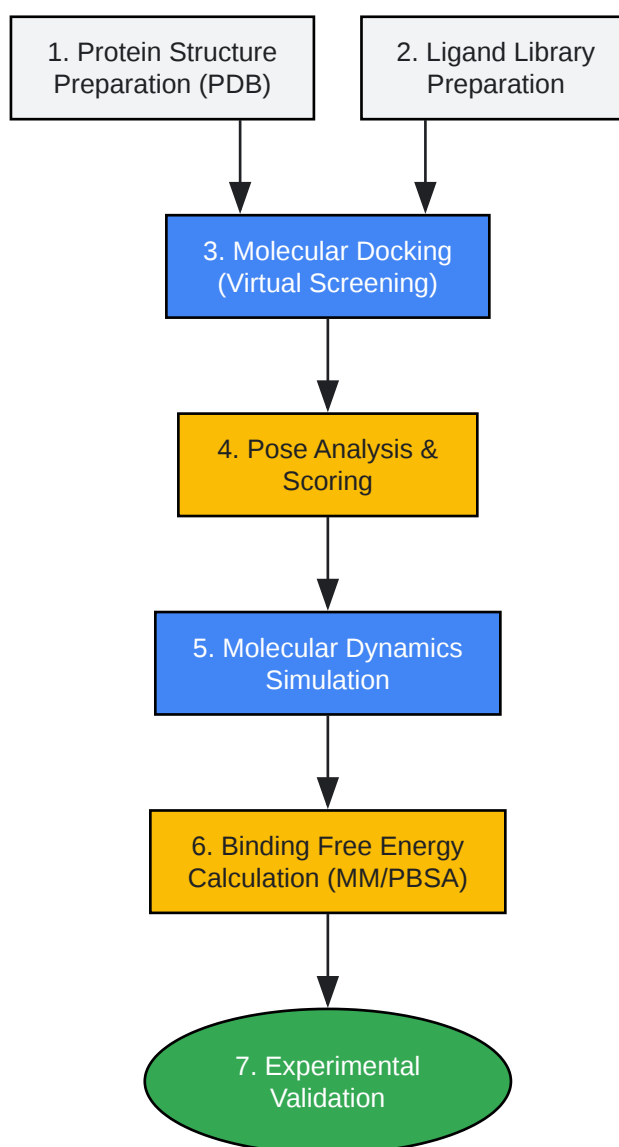 1. Protein Structure
Preparation (PDB)
2. Ligand Library
Preparation
3. Molecular Docking
(Virtual Screening)
4. Pose Analysis &
Scoring
5. Molecular Dynamics
Simulation
6. Binding Free Energy
Calculation (MM/PBSA)
7. Experimental
Validation